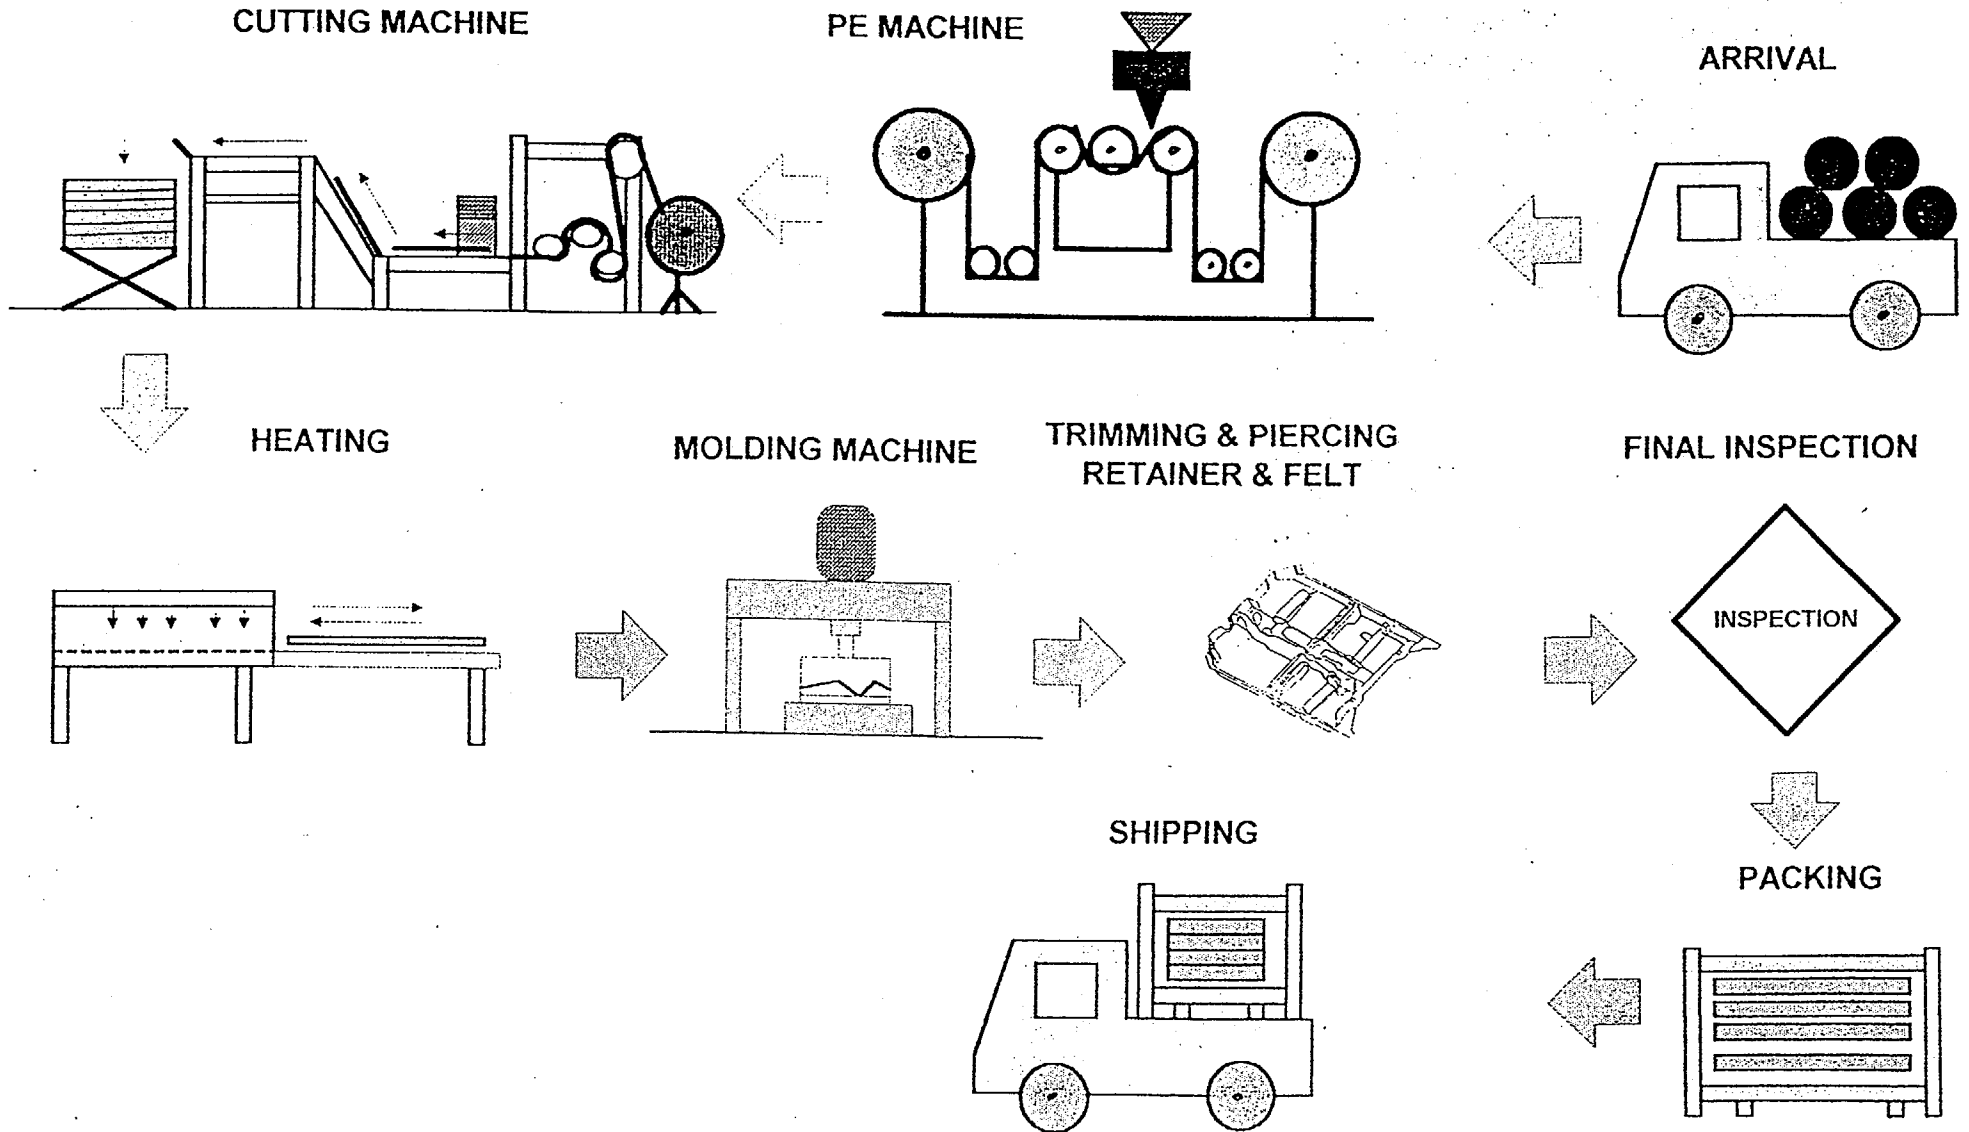 CUTTING MACHINE
PE MACHINE
ARRIVAL
HEATING
MOLDING MACHINE
TRIMMING & PIERCING
RETAINER & FELT
FINAL INSPECTION
INSPECTION
SHIPPING
PACKING